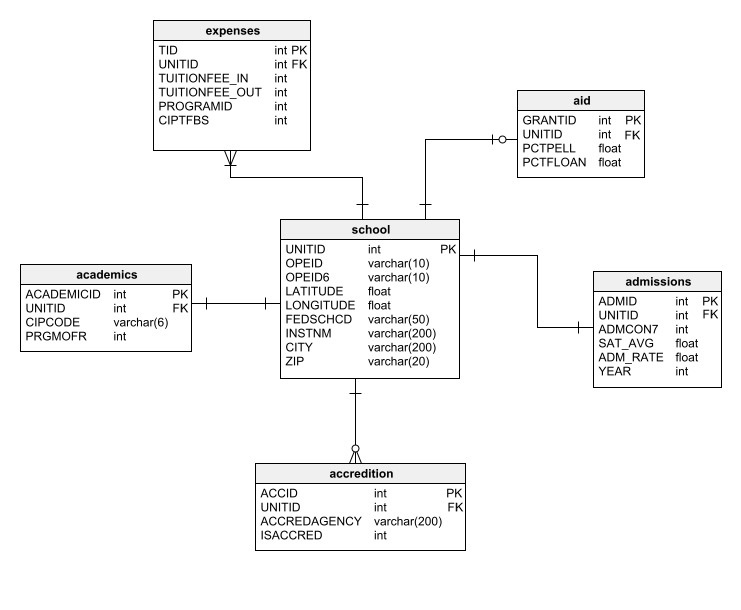 expenses
TID int PK
UNITID int FK
TUITIONFEE_IN int
TUITIONFEE_OUT int
PROGRAMID int
CIPTFBS int
aid
GRANTID int PK
UNITID int FK
PCTPELL float
PCTFLOAN float
school
UNITID int PK
OPEID varchar(10)
OPEID6 varchar(10)
LATITUDE float
LONGITUDE float
FEDSCHCD varchar(50)
INSTNM varchar(200)
CITY varchar(200)
ZIP varchar(20)
academics
ACADEMICID int PK
UNITID int FK
CIPCODE varchar(6)
PRGMOFR int
admissions
ADMID int PK
UNITID int FK
ADMCON7 int
SAT_AVG float
ADM_RATE float
YEAR int
accredition
ACCID int PK
UNITID int FK
ACCREDAGENCY varchar(200)
ISACCRED int